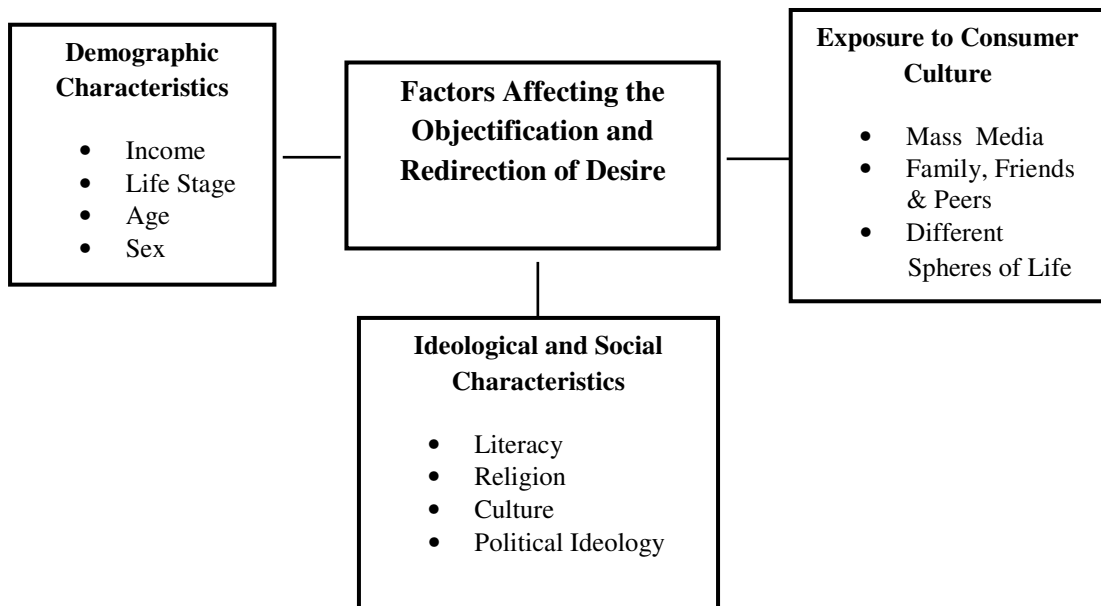 Demographic
Characteristics
• Income
• Life Stage
• Age
• Sex
Factors Affecting the
Objectification and
Redirection of Desire
Exposure to Consumer
Culture
• Mass Media
• Family, Friends
& Peers
• Different
Spheres of Life
Ideological and Social
Characteristics
• Literacy
• Religion
• Culture
• Political Ideology